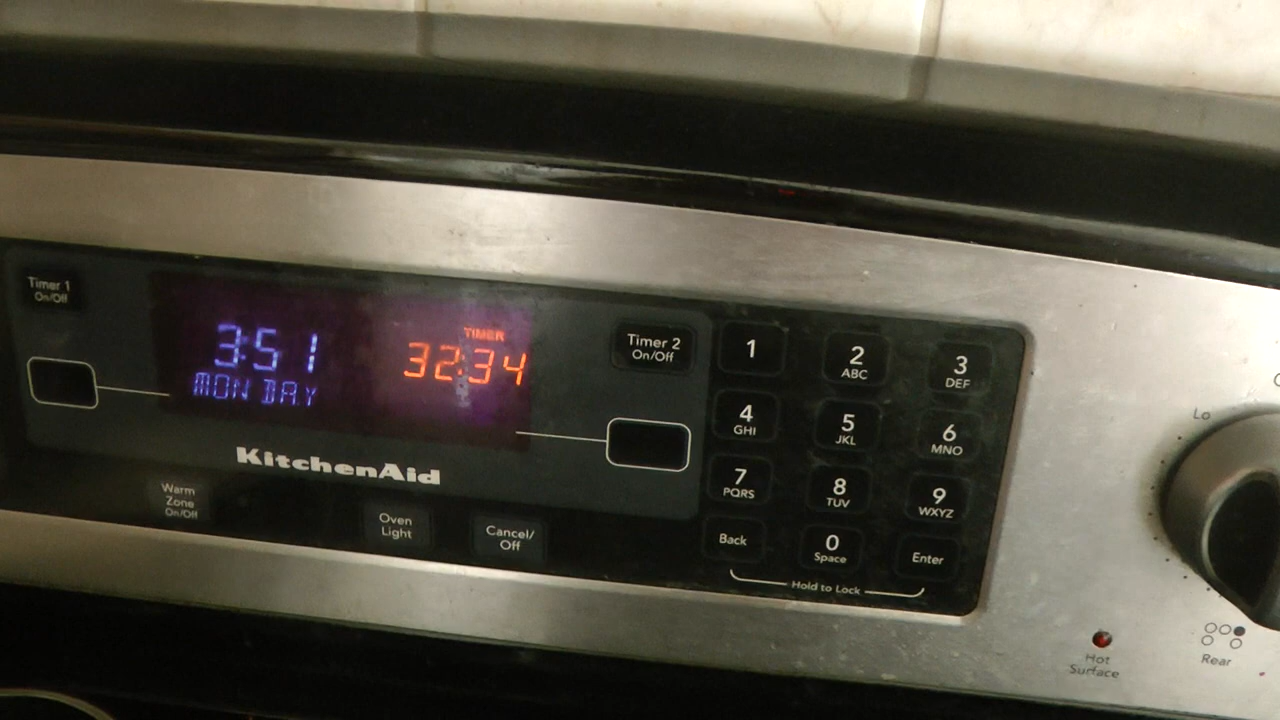 Timer 1
On/Off
3:51
MONDAY
TIMER
32:34
Timer 2
On/Off
KitchenAid
Warm
Zone
On/Off
Oven
Light
Cancel/
Off
1
2
ABC
3
DEF
4
GHI
5
JKL
6
MNO
7
PQRS
8
TUV
9
WXYZ
Back
0
Space
Enter
Hold to Lock
Lo
Hot
Surface
Rear